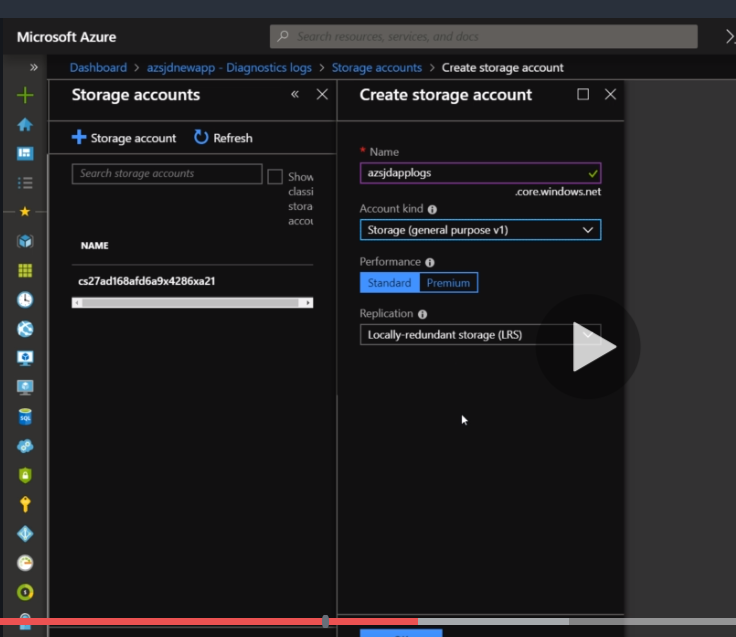 Microsoft Azure
Search resources, services, and docs
Dashboard > azsjdnewapp - Diagnostics logs > Storage accounts > Create storage account
Storage accounts
Storage account
Refresh
Search storage accounts
Show
classi
stora
accou
NAME
cs27ad168afd6a9x4286xa21
Create storage account
* Name
azsjdapplogs
.core.windows.net
Account kind
Storage (general purpose v1)
Performance
Standard Premium
Replication
Locally-redundant storage (LRS)
SQL